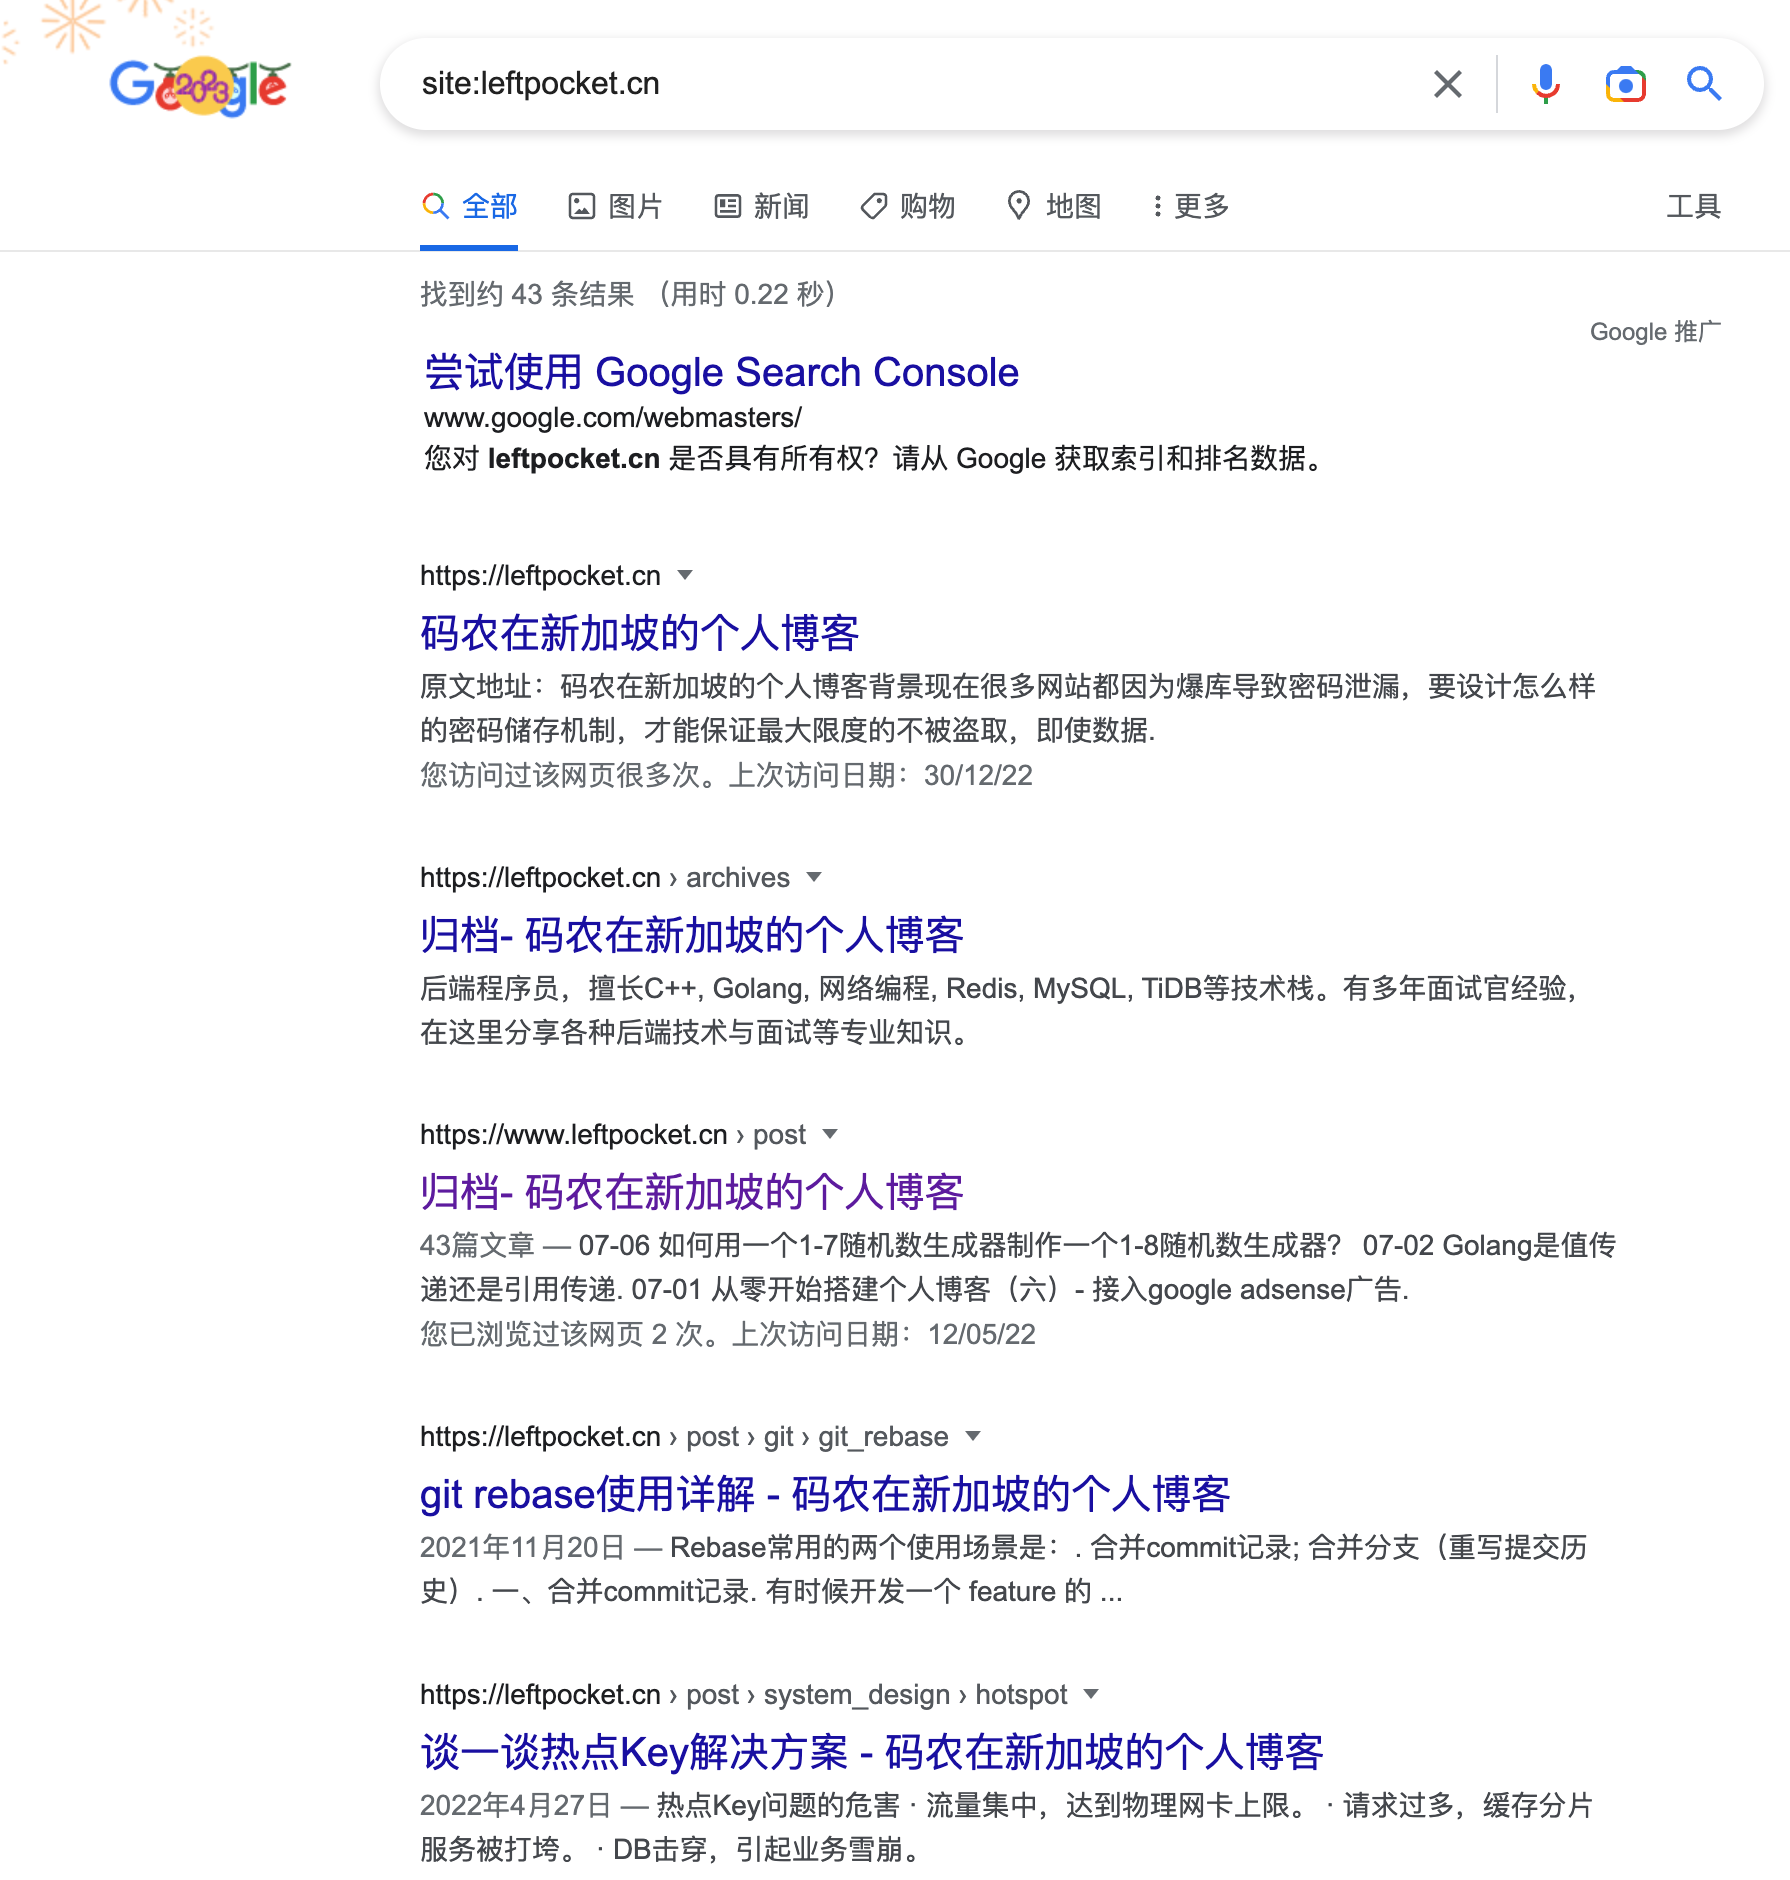 Google 2023
site:leftpocket.cn
全部 图片 新闻 购物 地图 更多 工具
找到约 43 条结果 （用时 0.22 秒）
Google 推广
尝试使用 Google Search Console
www.google.com/webmasters/
您对 leftpocket.cn 是否具有所有权？请从 Google 获取索引和排名数据。
https://leftpocket.cn
码农在新加坡的个人博客
原文地址：码农在新加坡的个人博客背景现在很多网站都因为爆库导致密码泄漏，要设计怎么样
的密码储存机制，才能保证最大限度的不被盗取，即使数据.
您访问过该网页很多次。上次访问日期：30/12/22
https://leftpocket.cn › archives
归档- 码农在新加坡的个人博客
后端程序员，擅长C++, Golang, 网络编程, Redis, MySQL, TiDB等技术栈。有多年面试官经验，
在这里分享各种后端技术与面试等专业知识。
https://www.leftpocket.cn › post
归档- 码农在新加坡的个人博客
43篇文章 — 07-06 如何用一个1-7随机数生成器制作一个1-8随机数生成器？ 07-02 Golang是值传
递还是引用传递. 07-01 从零开始搭建个人博客（六）- 接入google adsense广告.
您已浏览过该网页 2 次。上次访问日期：12/05/22
https://leftpocket.cn › post › git › git_rebase
git rebase使用详解 - 码农在新加坡的个人博客
2021年11月20日 — Rebase常用的两个使用场景是：. 合并commit记录; 合并分支（重写提交历
史）. 一、合并commit记录. 有时候开发一个 feature 的 ...
https://leftpocket.cn › post › system_design › hotspot
谈一谈热点Key解决方案 - 码农在新加坡的个人博客
2022年4月27日 — 热点Key问题的危害 · 流量集中，达到物理网卡上限。 · 请求过多，缓存分片
服务被打垮。 · DB击穿，引起业务雪崩。